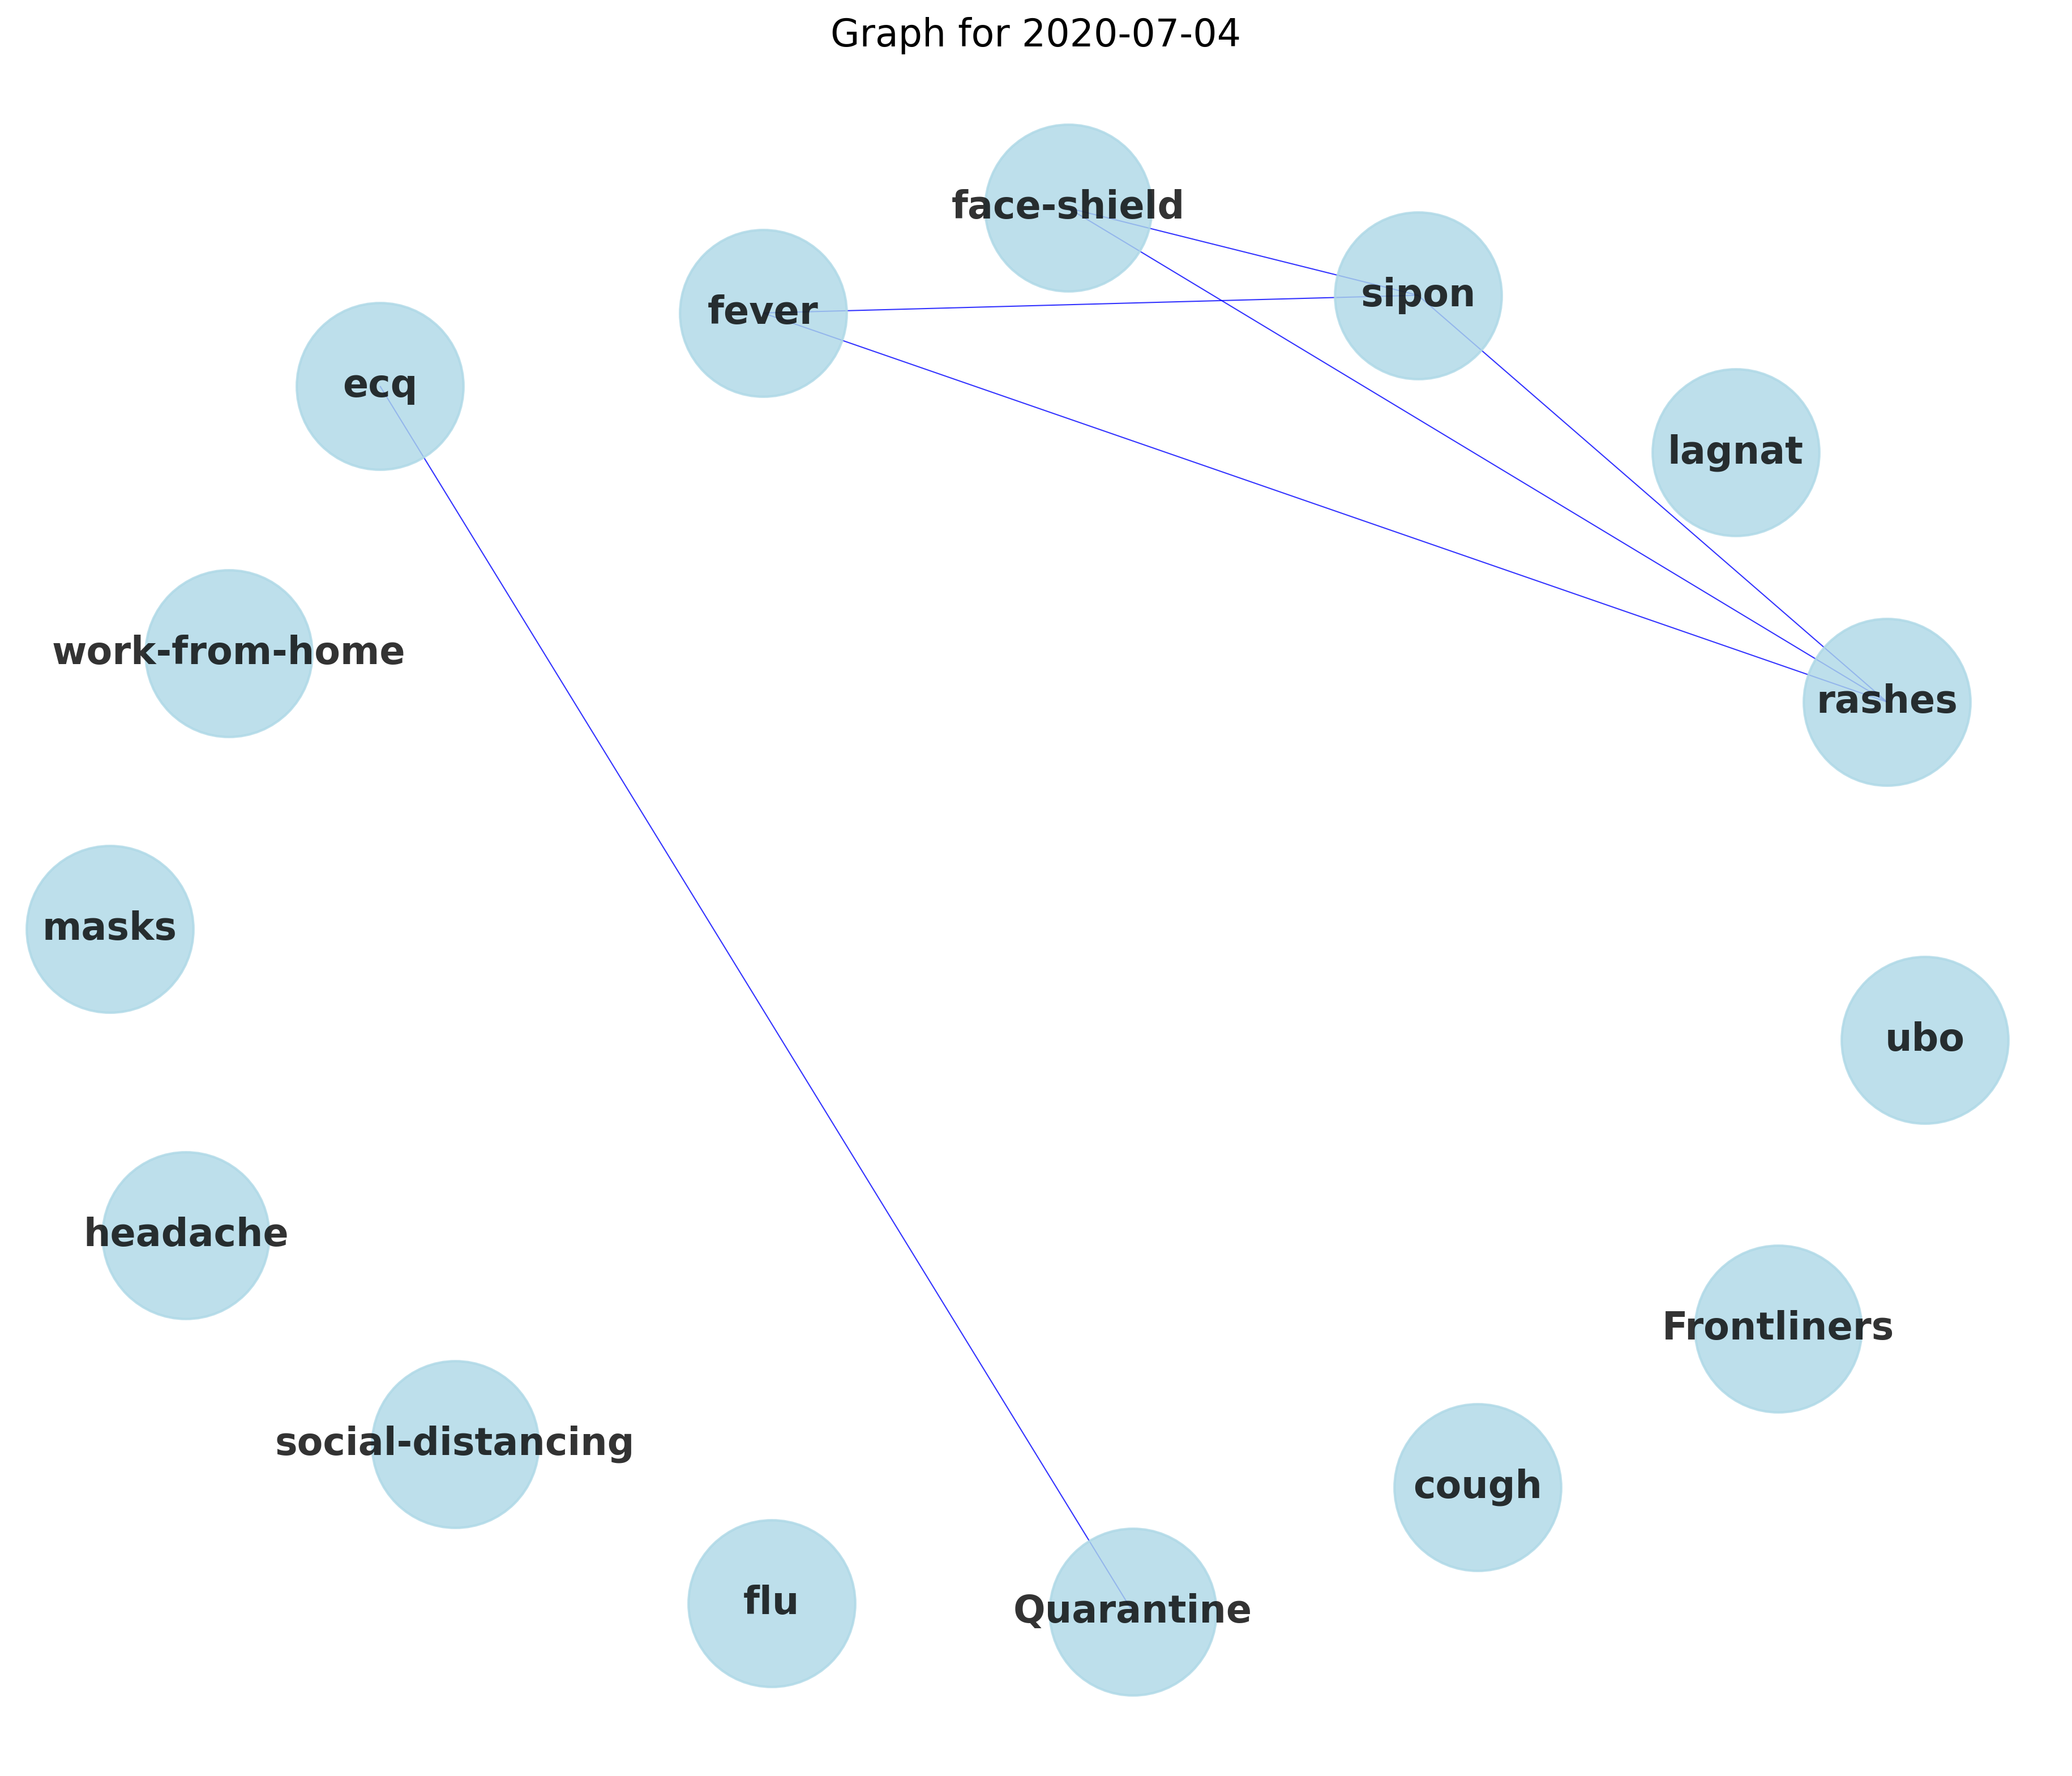 Graph for 2020-07-04
face-shield
sipon
fever
ecq
lagnat
work-from-home
rashes
masks
ubo
headache
Frontliners
social-distancing
cough
flu
Quarantine